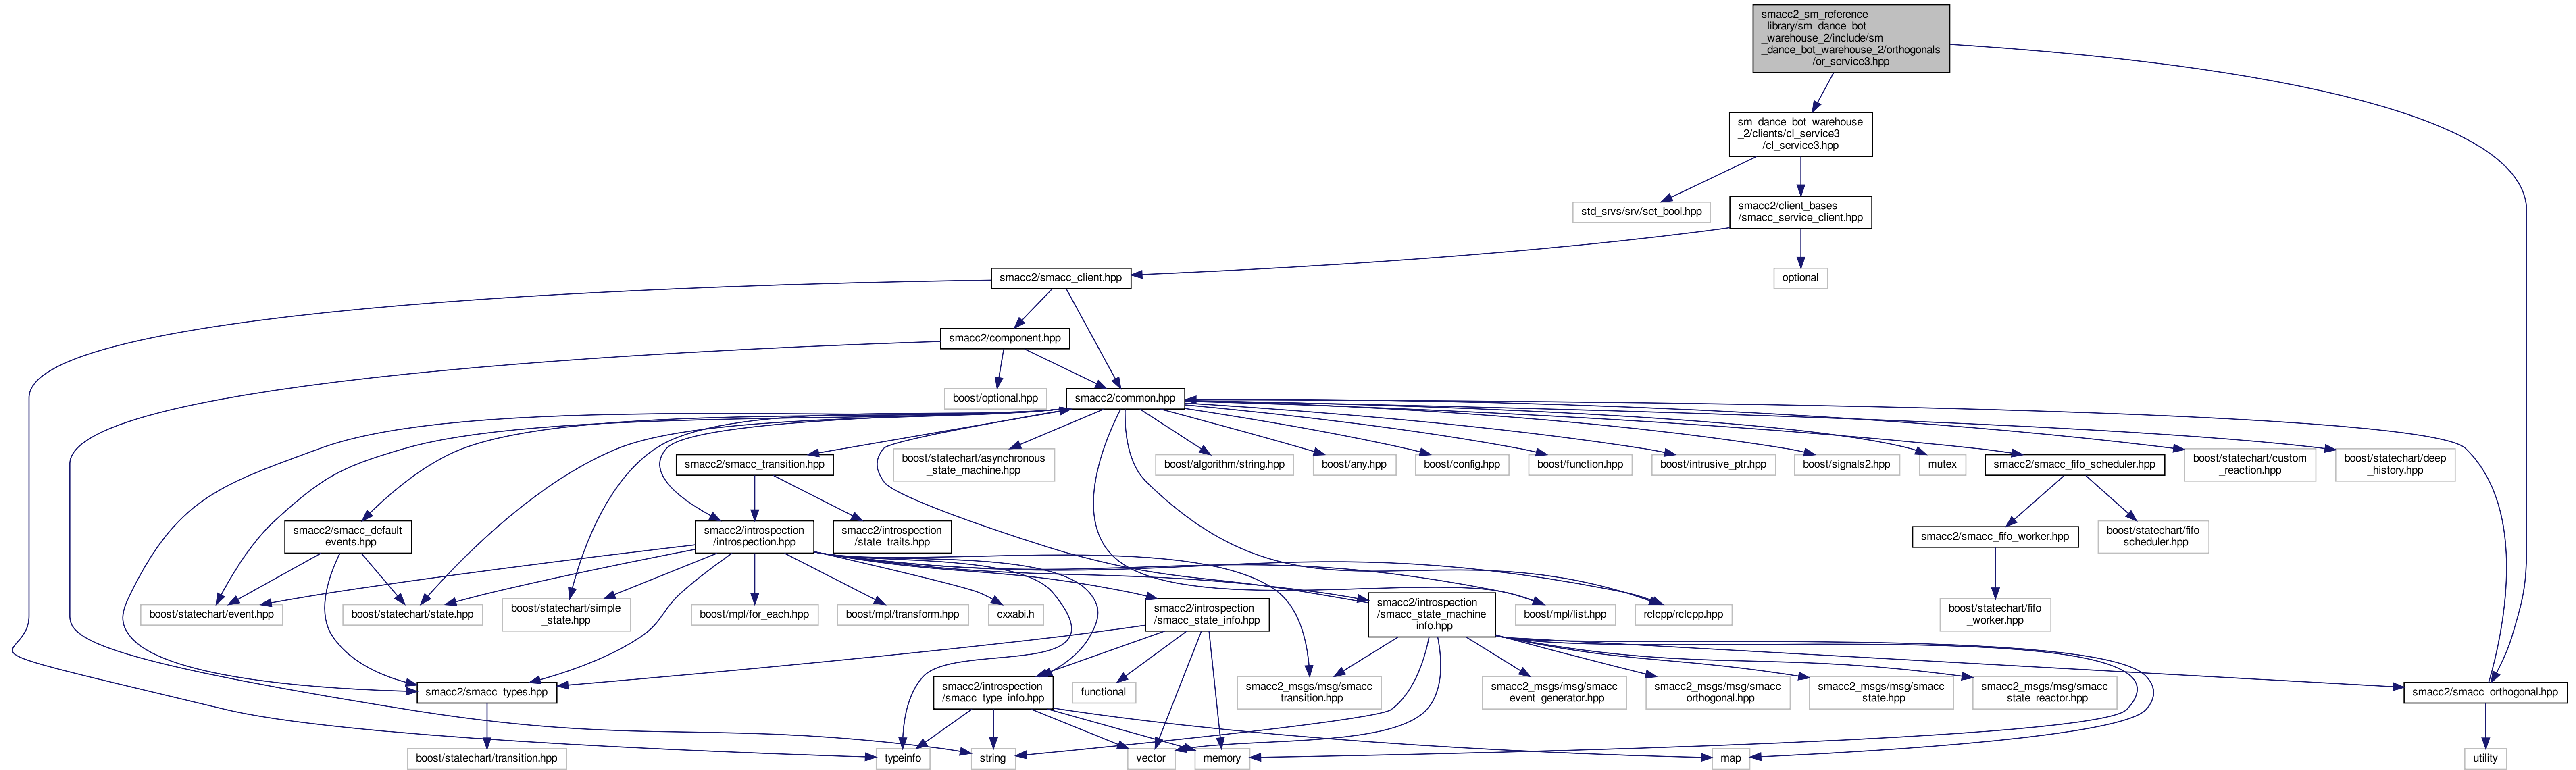 smacc2_sm_reference
_library/sm_dance_bot
_warehouse_2/include/sm
_dance_bot_warehouse_2/orthogonals
/or_service3.hpp
sm_dance_bot_warehouse
_2/clients/cl_service3
/cl_service3.hpp
std_srvs/srv/set_bool.hpp
smacc2/client_bases
/smacc_service_client.hpp
smacc2/smacc_client.hpp
optional
smacc2/component.hpp
boost/optional.hpp
smacc2/common.hpp
smacc2/smacc_transition.hpp
boost/statechart/asynchronous
_state_machine.hpp
boost/algorithm/string.hpp
boost/any.hpp
boost/config.hpp
boost/function.hpp
boost/intrusive_ptr.hpp
boost/signals2.hpp
mutex
smacc2/smacc_fifo_scheduler.hpp
boost/statechart/custom
_reaction.hpp
boost/statechart/deep
_history.hpp
smacc2/smacc_default
_events.hpp
smacc2/introspection
/introspection.hpp
smacc2/introspection
/state_traits.hpp
smacc2/smacc_fifo_worker.hpp
boost/statechart/fifo
_scheduler.hpp
boost/statechart/event.hpp
boost/statechart/state.hpp
boost/statechart/simple
_state.hpp
boost/mpl/for_each.hpp
boost/mpl/transform.hpp
cxxabi.h
smacc2/introspection
/smacc_state_info.hpp
smacc2/introspection
/smacc_state_machine
_info.hpp
boost/mpl/list.hpp
rclcpp/rclcpp.hpp
boost/statechart/fifo
_worker.hpp
smacc2/smacc_types.hpp
smacc2/introspection
/smacc_type_info.hpp
functional
smacc2_msgs/msg/smacc
_transition.hpp
smacc2_msgs/msg/smacc
_event_generator.hpp
smacc2_msgs/msg/smacc
_orthogonal.hpp
smacc2_msgs/msg/smacc
_state.hpp
smacc2_msgs/msg/smacc
_state_reactor.hpp
smacc2/smacc_orthogonal.hpp
boost/statechart/transition.hpp
typeinfo
string
vector
memory
map
utility